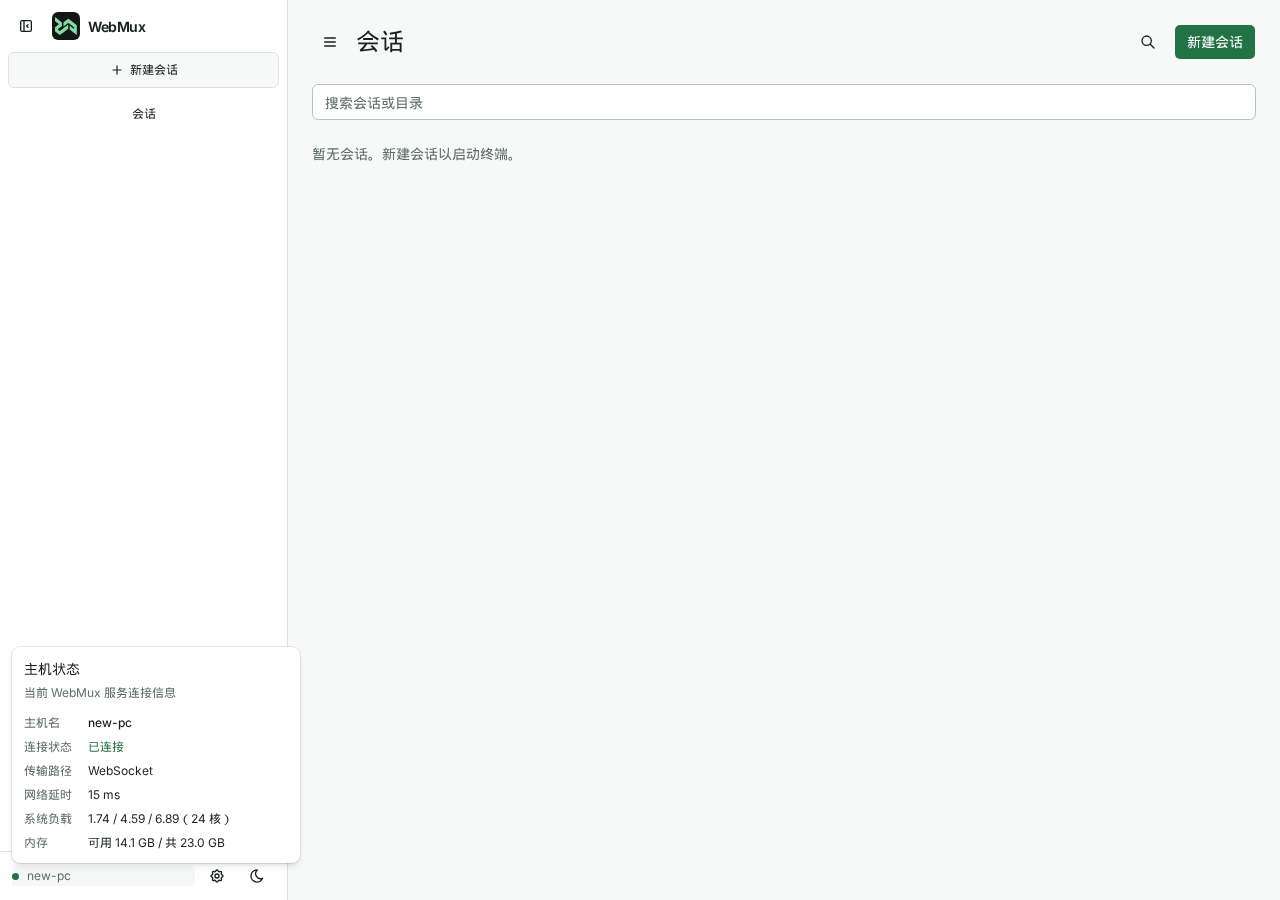 WebMux
新建会话
会话
会话
新建会话
搜索会话或目录
暂无会话。新建会话以启动终端。
主机状态
当前 WebMux 服务连接信息
主机名 new-pc
连接状态 已连接
传输路径 WebSocket
网络延时 15 ms
系统负载 1.74 / 4.59 / 6.89（24 核）
内存 可用 14.1 GB / 共 23.0 GB
new-pc